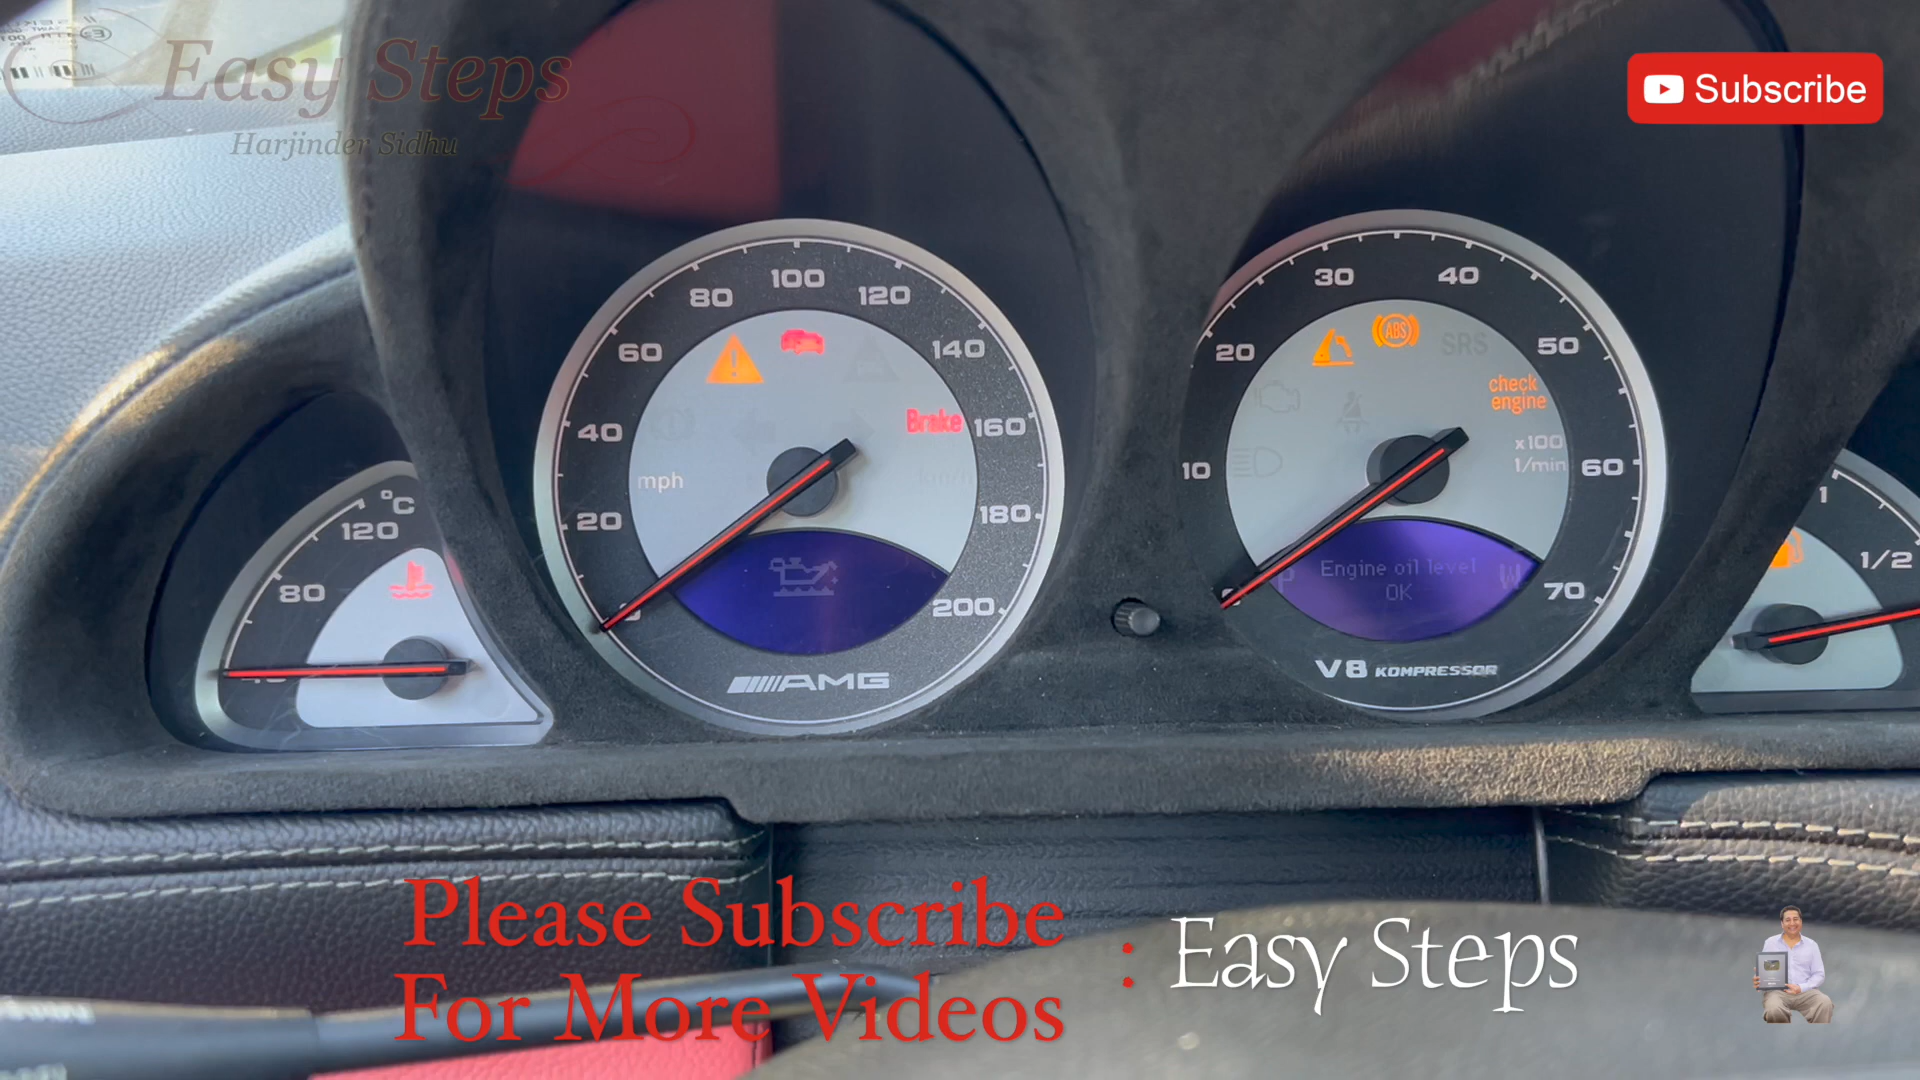 Easy Steps
Harjinder Sidhu
Subscribe
°C
120
80
40
mph
20
40
60
80
100
120
140
160
180
200
Brake
AMG
10
20
30
40
50
60
70
ABS
SRS
check
engine
x100
1/min
Engine oil level
OK
P
W
V8 KOMPRESSOR
1
1/2
Please Subscribe
For More Videos
: Easy Steps